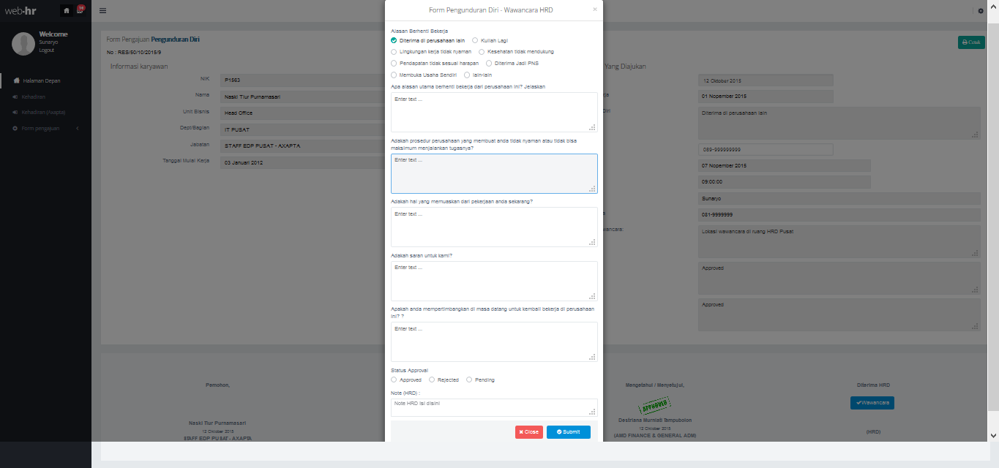 web-hr
14
Welcome
Sunaryo
Logout
Halaman Depan
Kehadiran
Kehadiran (Axapta)
Form pengajuan
Form Pengajuan Pengunduran Diri
No : RES/50/10/2015/9
Cetak
Informasi karyawan
NIK
P1563
Nama
Naski Tiur Purnamasari
Unit Bisnis
Head Office
Dept/Bagian
IT PUSAT
Jabatan
STAFF EDP PUSAT - AXAPTA
Tanggal Mulai Kerja
03 Januari 2012
Form Pengunduran Diri - Wawancara HRD
×
Alasan Berhenti Bekerja
Diterima di perusahaan lain
Kuliah Lagi
Lingkungan kerja tidak nyaman
Kesehatan tidak mendukung
Pendapatan tidak sesuai harapan
Diterima Jadi PNS
Membuka Usaha Sendiri
lain-lain
Apa alasan utama berhenti bekerja dari perusahaan ini? Jelaskan
Enter text ...
Adakah prosedur perusahaan yang membuat anda tidak nyaman atau tidak bisa
maksimum menjalankan tugasnya?
Enter text ...
Adakah hal yang memuaskan dari pekerjaan anda sekarang?
Enter text ...
Adakah saran untuk kami?
Enter text ...
Apakah anda mempertimbangkan di masa datang untuk kembali bekerja di perusahaan
ini? ?
Enter text ...
Status Approval
Approved
Rejected
Pending
Note (HRD) :
Note HRD isi disini
Close
Submit
Yang Diajukan
12 Oktober 2015
01 Nopember 2015
Diri
Diterima di perusahaan lain
089-999999999
07 Nopember 2015
09:00:00
Sunaryo
081-9999999
wancara:
Lokasi wawancara di ruang HRD Pusat
Approved
Approved
Pemohon,
Naski Tiur Purnamasari
12 Oktober 2015
STAFF EDP PUSAT - AXAPTA
Mengetahui / Menyetujui,
APPROVED
Destriana Murniati Tampubolon
12 Oktober 2015
(AMD FINANCE & GENERAL ADM)
Diterima HRD
Wawancara
(HRD)